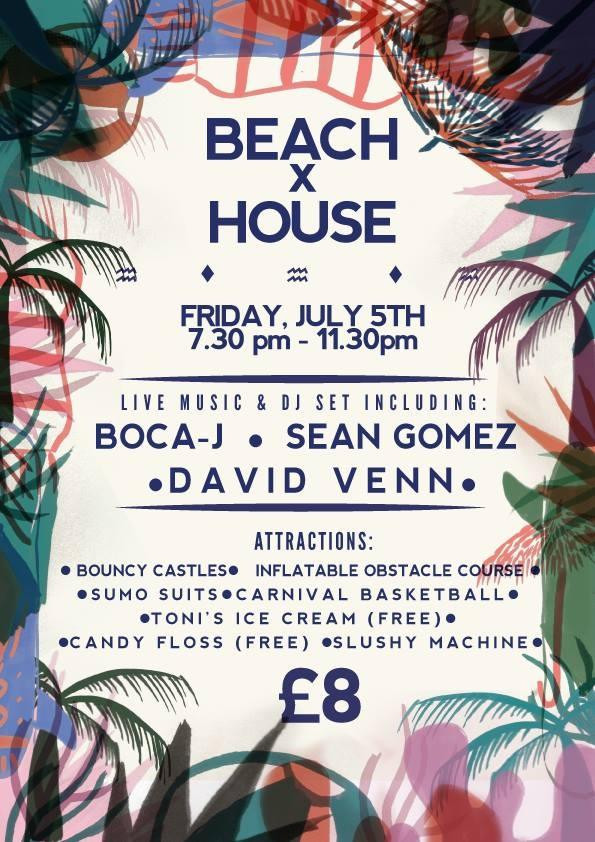 BEACH
X
HOUSE
FRIDAY, JULY 5TH
7.30 pm - 11.30pm
LIVE MUSIC & DJ SET INCLUDING:
BOCA-J • SEAN GOMEZ
•DAVID VENN•
ATTRACTIONS:
• BOUNCY CASTLES• INFLATABLE OBSTACLE COURSE •
•SUMO SUITS•CARNIVAL BASKETBALL•
•TONI'S ICE CREAM (FREE)•
•CANDY FLOSS (FREE) •SLUSHY MACHINE•
£8